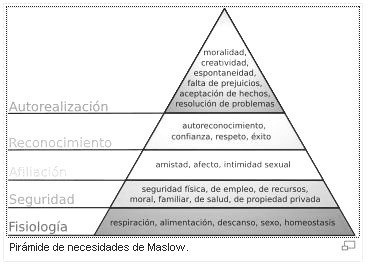 moralidad,
creatividad,
espontaneidad,
falta de prejuicios,
aceptación de hechos,
resolución de problemas
Autorealización
autoreconocimiento,
confianza, respeto, éxito
Reconocimiento
amistad, afecto, intimidad sexual
Afiliación
seguridad física, de empleo, de recursos,
moral, familiar, de salud, de propiedad privada
Seguridad
respiración, alimentación, descanso, sexo, homeostasis
Fisiología
Pirámide de necesidades de Maslow.